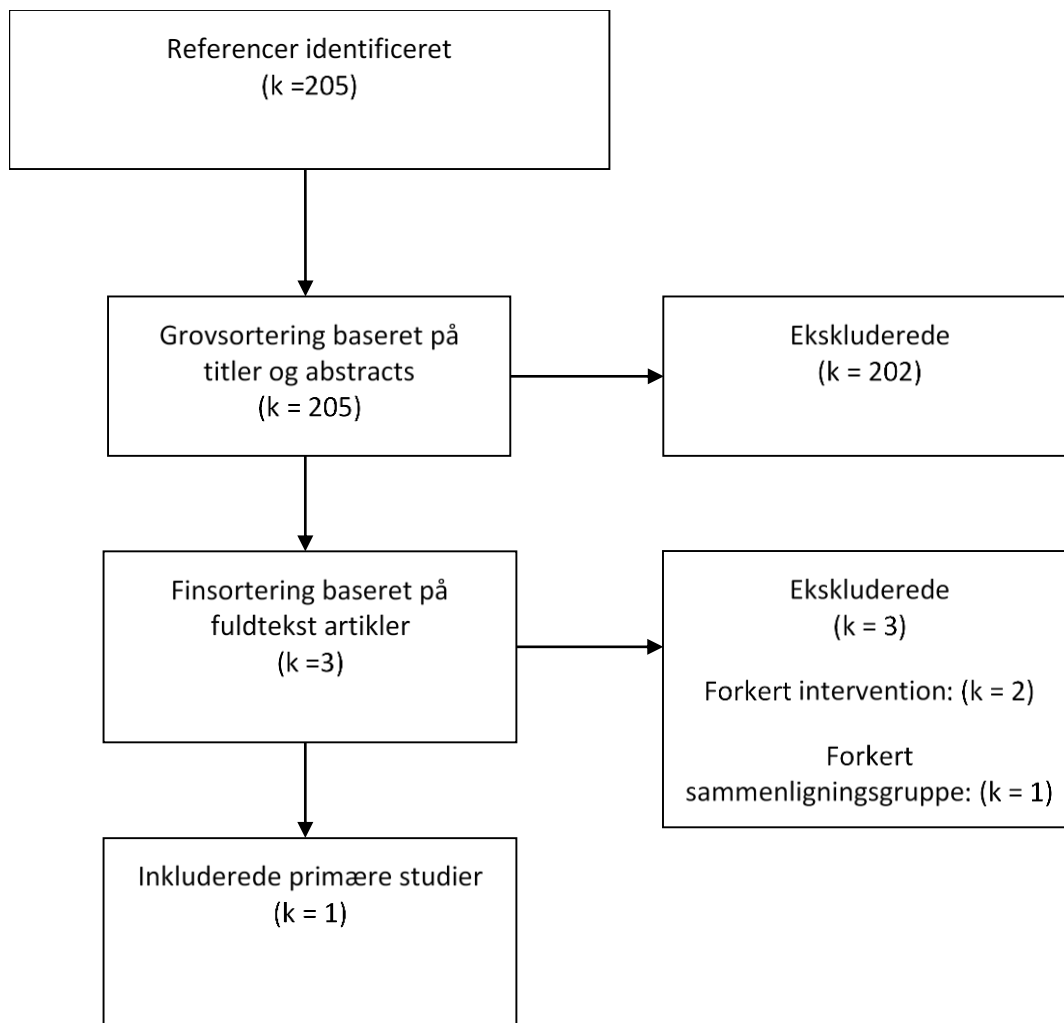 Referencer identificeret
(k =205)
Grovsortering baseret på
titler og abstracts
(k = 205)
Ekskluderede
(k = 202)
Finsortering baseret på
fuldtekst artikler
(k =3)
Ekskluderede
(k = 3)
Forkert intervention: (k = 2)
Forkert
sammenligningsgruppe: (k = 1)
Inkluderede primære studier
(k = 1)